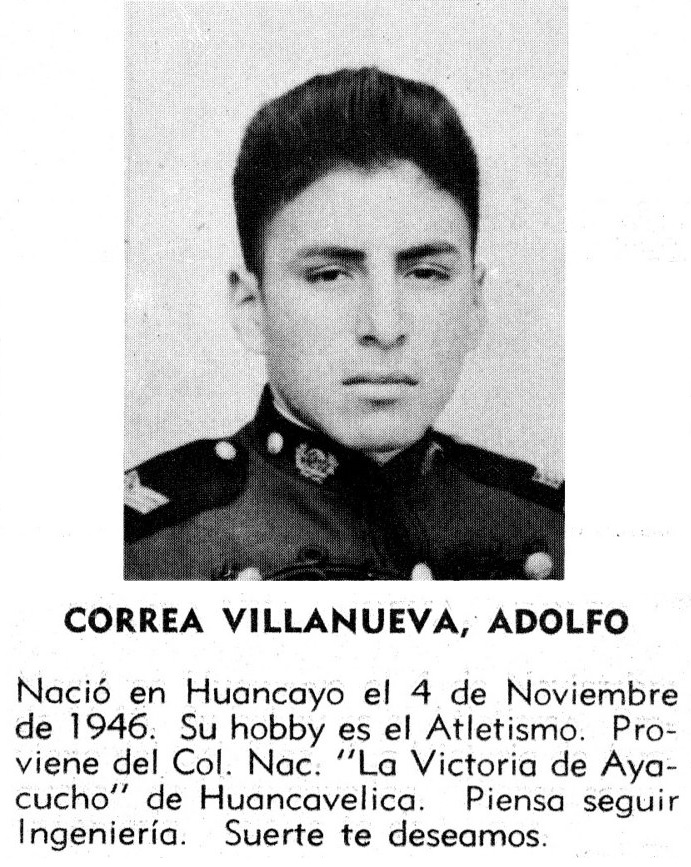 CORREA VILLANUEVA, ADOLFO
Nació en Huancayo el 4 de Noviembre
de 1946. Su hobby es el Atletismo. Pro-
viene del Col. Nac. "La Victoria de Aya-
cucho" de Huancavelica. Piensa seguir
Ingeniería. Suerte te deseamos.